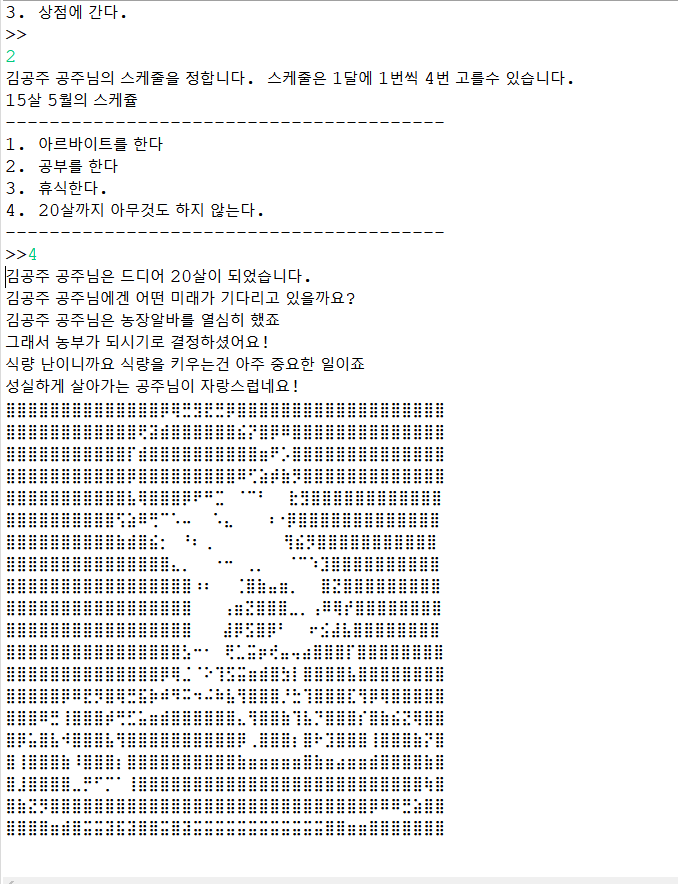 3. 상점에 간다.
>>
2
김공주 공주님의 스케줄을 정합니다. 스케줄은 1달에 1번씩 4번 고를수 있습니다.
15살 5월의 스케쥴
----------------------------------------
1. 아르바이트를 한다
2. 공부를 한다
3. 휴식한다.
4. 20살까지 아무것도 하지 않는다.
----------------------------------------
>>4
김공주 공주님은 드디어 20살이 되었습니다.
김공주 공주님에겐 어떤 미래가 기다리고 있을까요?
김공주 공주님은 농장알바를 열심히 했죠
그래서 농부가 되시기로 결정하셨어요!
식량 난이니까요 식량을 키우는건 아주 중요한 일이죠
성실하게 살아가는 공주님이 자랑스럽네요!